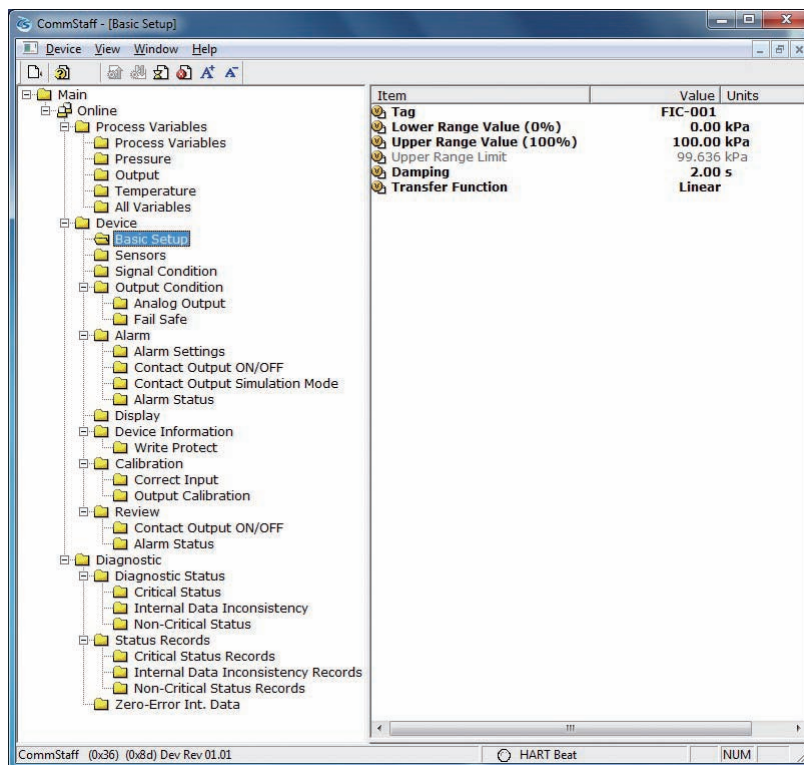 CommStaff - [Basic Setup]
Device View Window Help
Main
Online
Process Variables
Process Variables
Pressure
Output
Temperature
All Variables
Device
Basic Setup
Sensors
Signal Condition
Output Condition
Analog Output
Fail Safe
Alarm
Alarm Settings
Contact Output ON/OFF
Contact Output Simulation Mode
Alarm Status
Display
Device Information
Write Protect
Calibration
Correct Input
Output Calibration
Review
Contact Output ON/OFF
Alarm Status
Diagnostic
Diagnostic Status
Critical Status
Internal Data Inconsistency
Non-Critical Status
Status Records
Critical Status Records
Internal Data Inconsistency Records
Non-Critical Status Records
Zero-Error Int. Data
Item Value Units
Tag FIC-001
Lower Range Value (0%) 0.00 kPa
Upper Range Value (100%) 100.00 kPa
Upper Range Limit 99.636 kPa
Damping 2.00 s
Transfer Function Linear
CommStaff (0x36) (0x8d) Dev Rev 01.01 HART Beat NUM